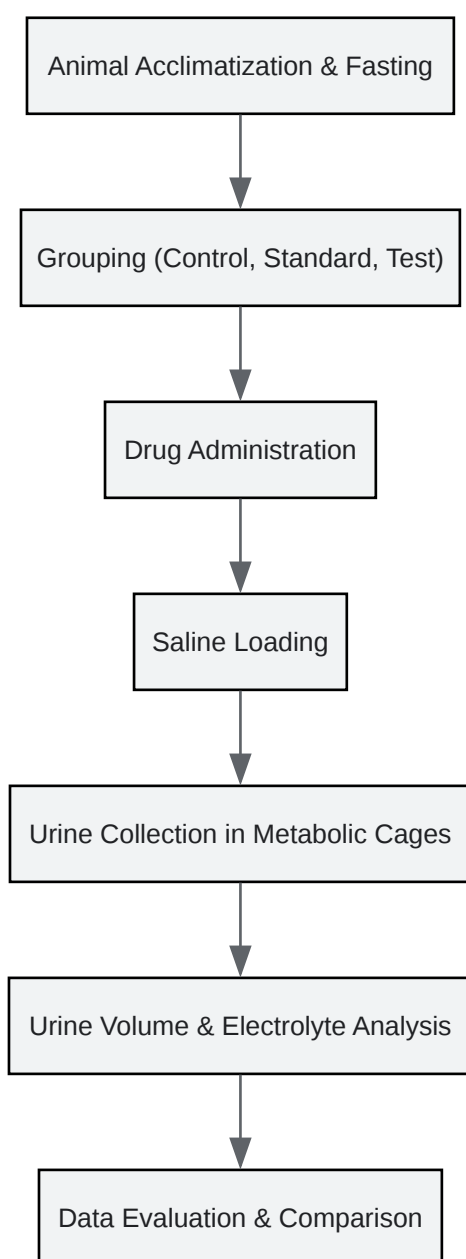 Animal Acclimatization & Fasting
Grouping (Control, Standard, Test)
Drug Administration
Saline Loading
Urine Collection in Metabolic Cages
Urine Volume & Electrolyte Analysis
Data Evaluation & Comparison